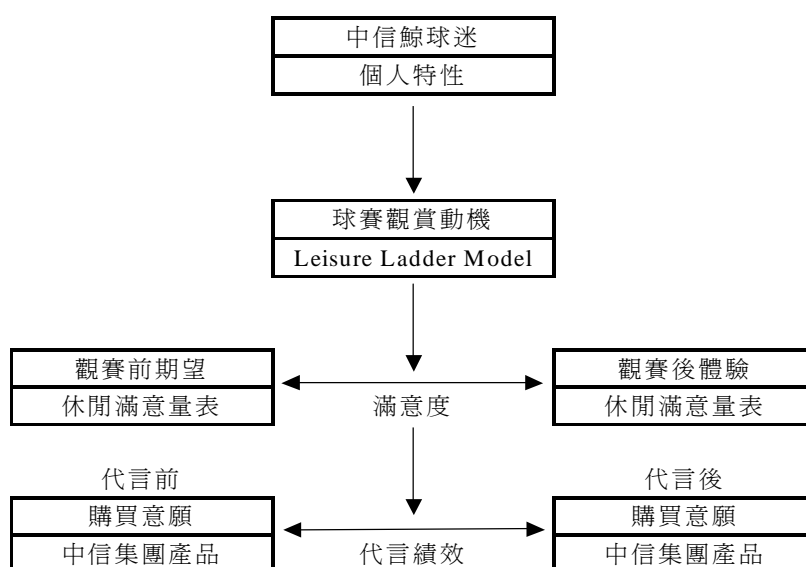 中信鯨球迷
個人特性
球賽觀賞動機
Leisure Ladder Model
觀賽前期望
休閒滿意量表
滿意度
觀賽後體驗
休閒滿意量表
代言前
購買意願
中信集團產品
代言績效
代言後
購買意願
中信集團產品